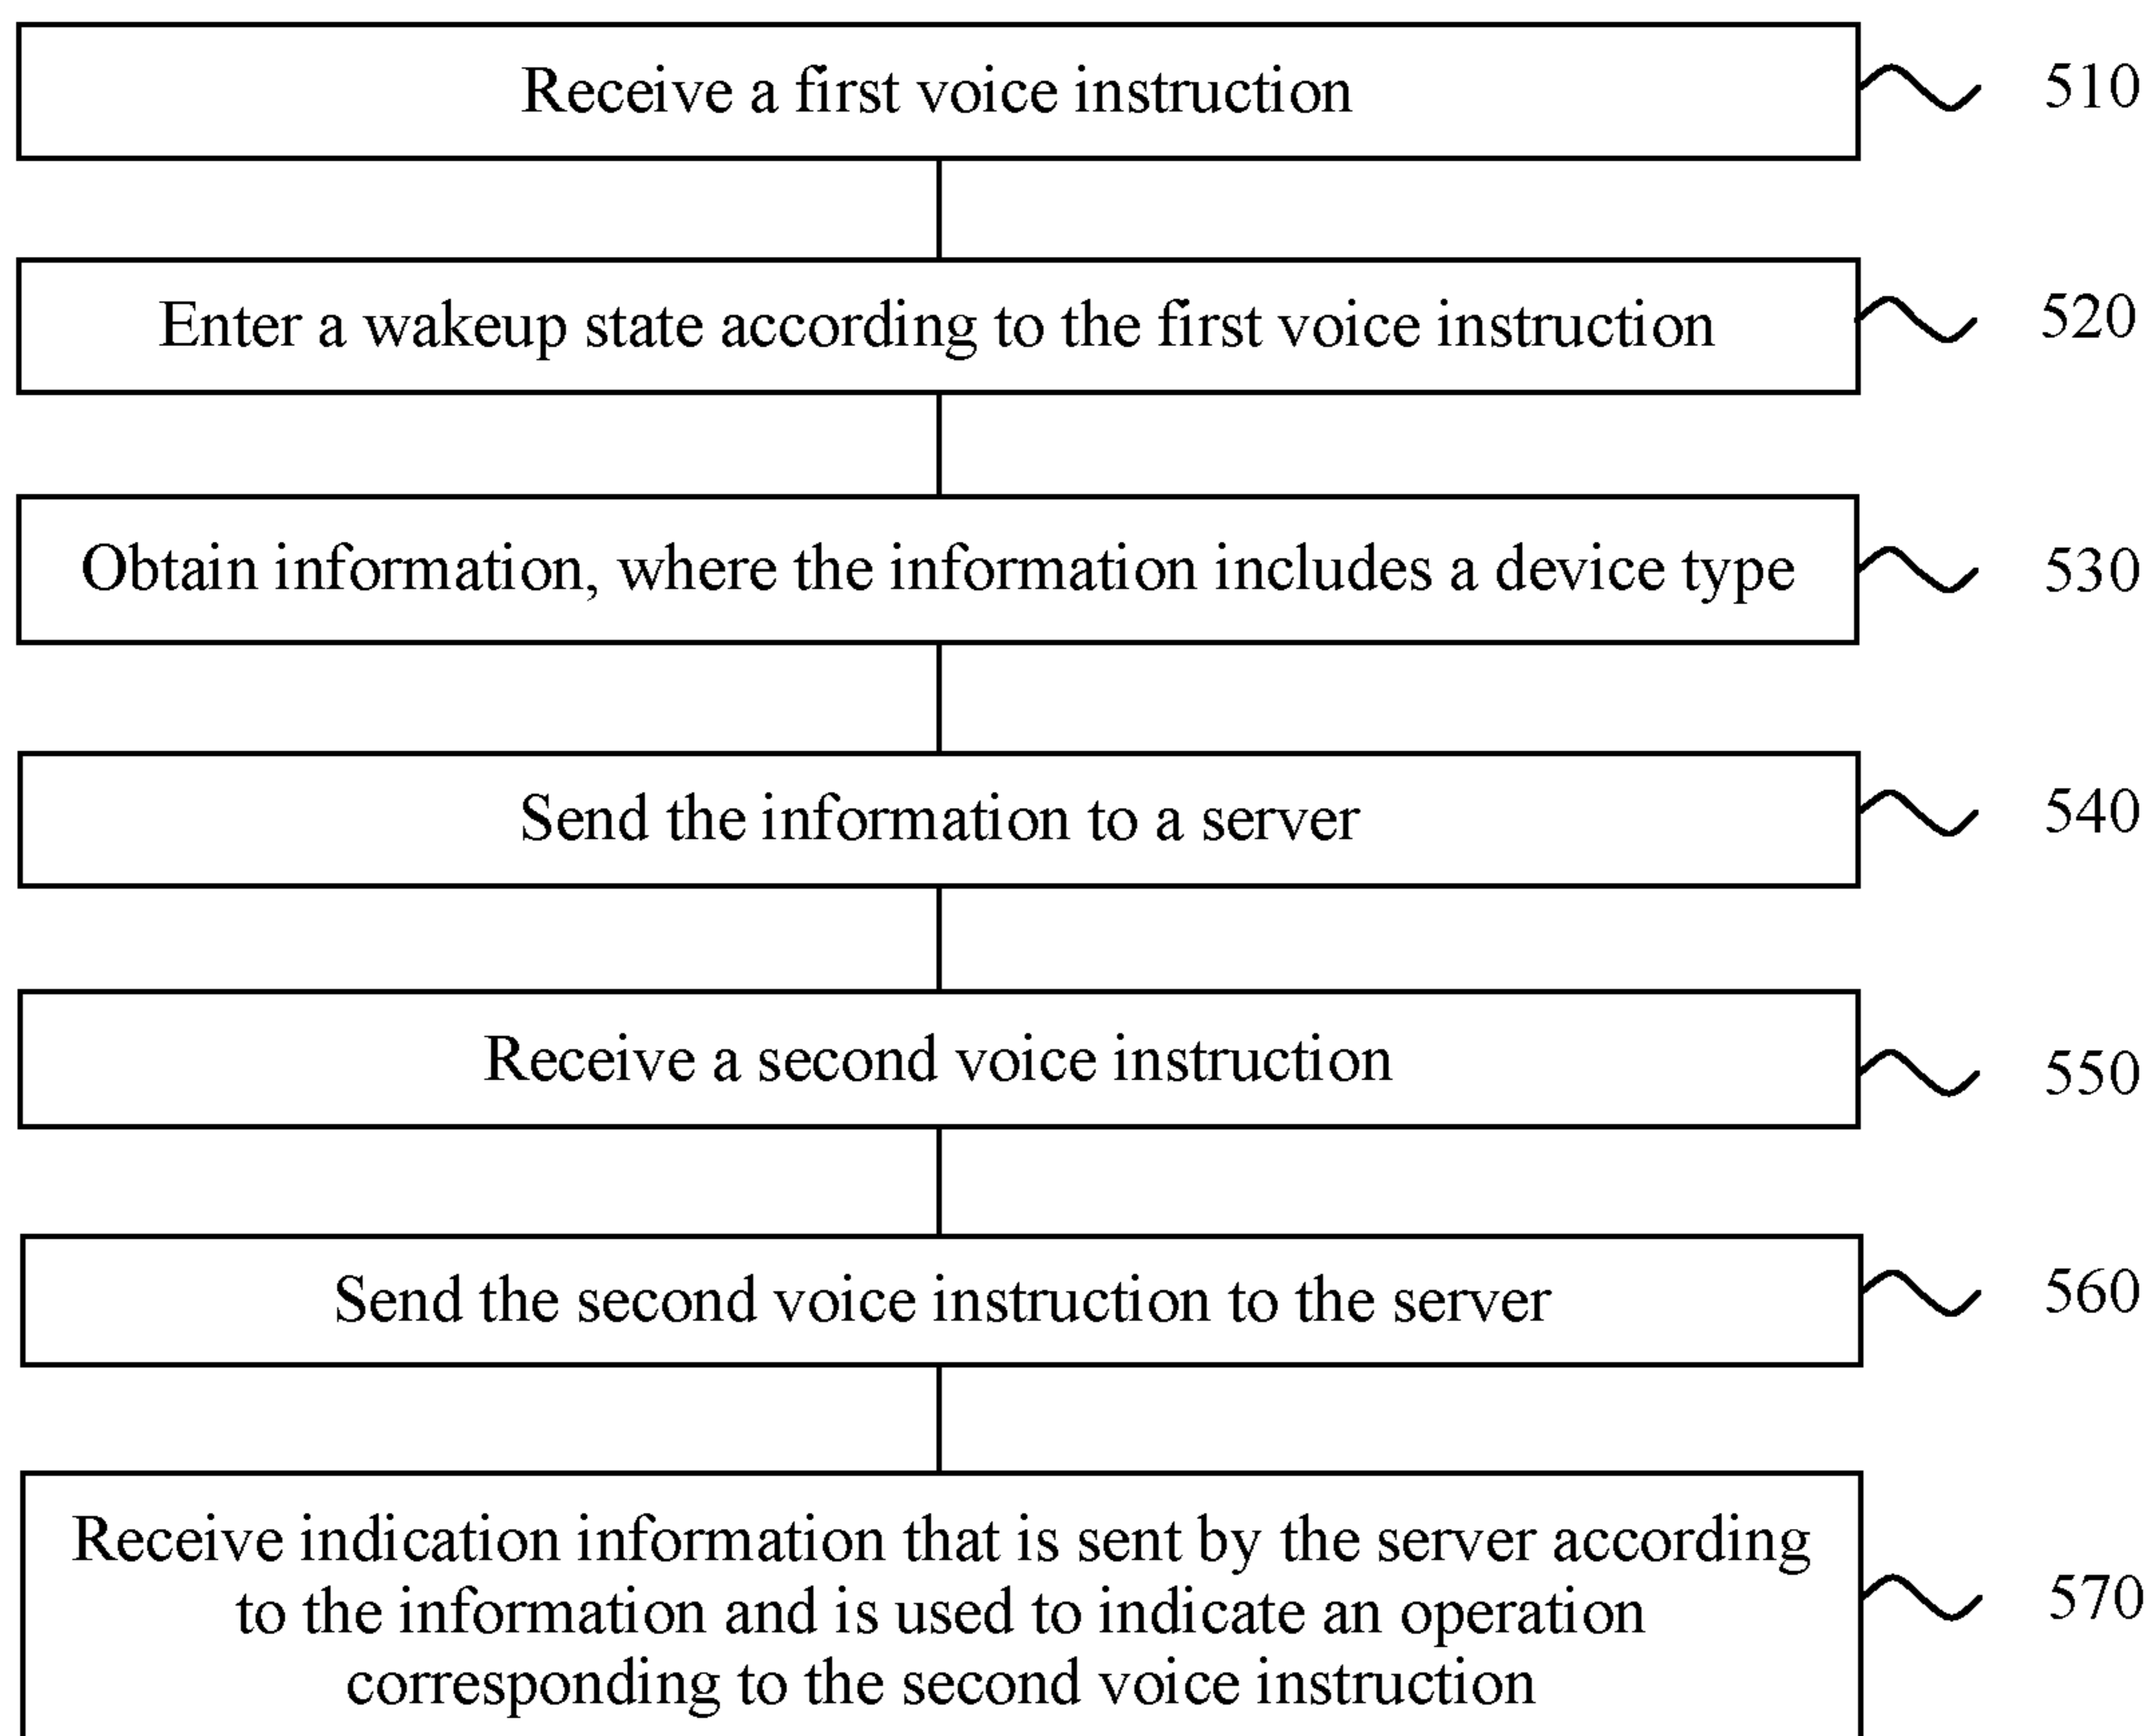 Receive a first voice instruction 510
Enter a wakeup state according to the first voice instruction 520
Obtain information, where the information includes a device type 530
Send the information to a server 540
Receive a second voice instruction 550
Send the second voice instruction to the server 560
Receive indication information that is sent by the server according
to the information and is used to indicate an operation 570
corresponding to the second voice instruction